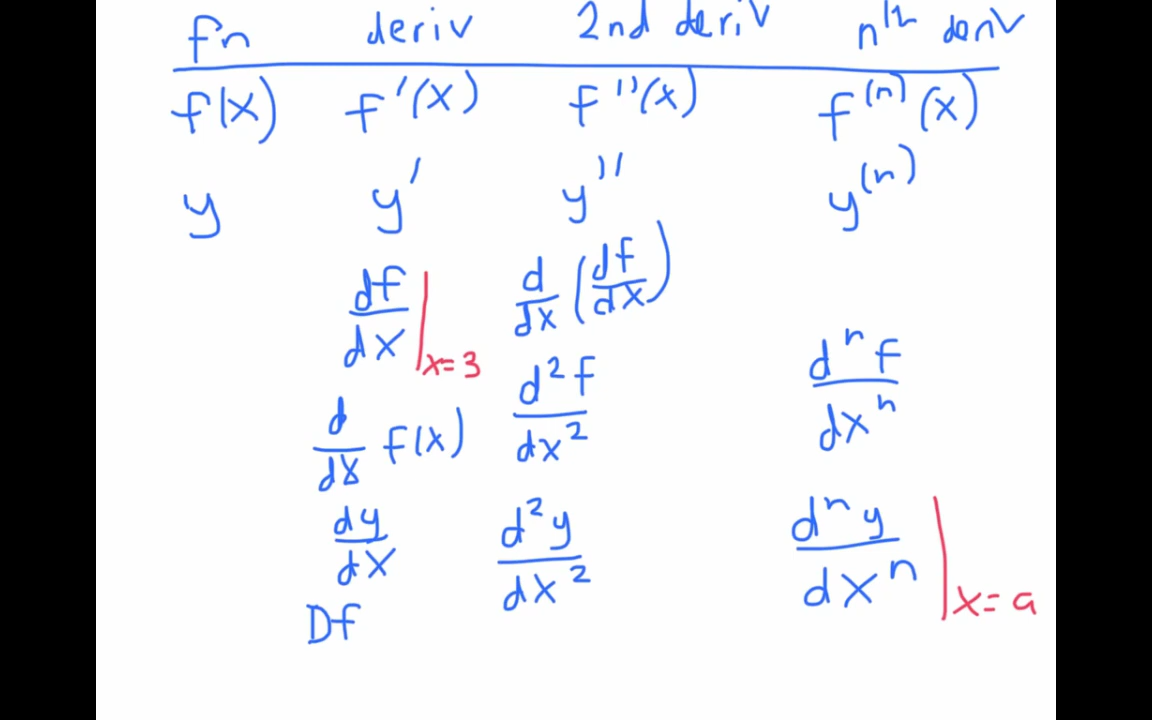 fn deriv 2nd deriv nth deriv
f(x) f'(x) f''(x) f^(n)(x)
y y' y'' y^(n)
df/dx |x=3 d/dx (df/dx)
d²f/dx² dⁿf/dxⁿ
d/dx f(x)
dy/dx d²y/dx² dⁿy/dxⁿ |x=a
Df